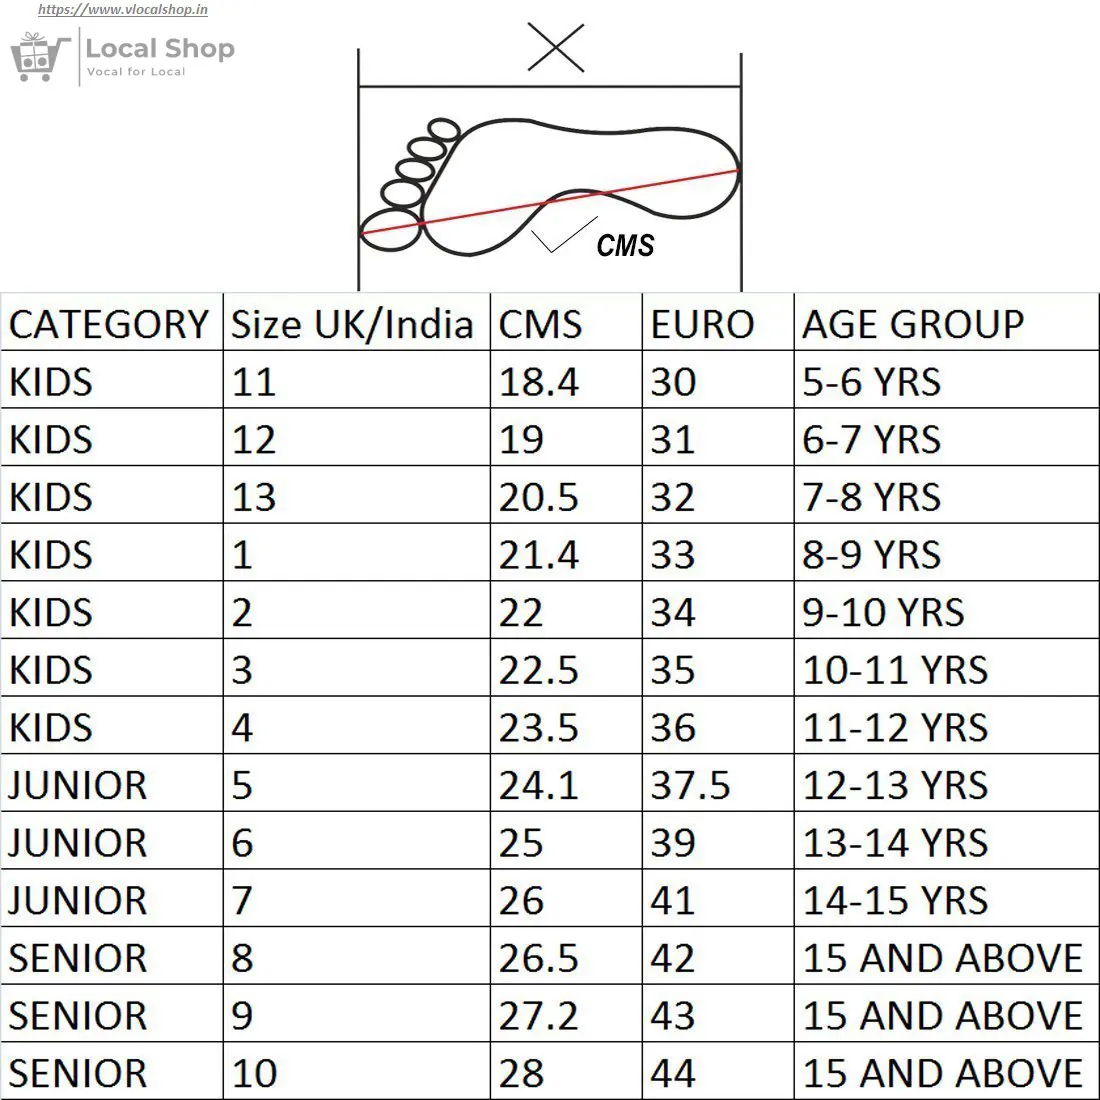 https://www.vlocalshop.in
Local Shop
Vocal for Local
CMS
CATEGORY Size UK/India CMS EURO AGE GROUP
KIDS 11 18.4 30 5-6 YRS
KIDS 12 19 31 6-7 YRS
KIDS 13 20.5 32 7-8 YRS
KIDS 1 21.4 33 8-9 YRS
KIDS 2 22 34 9-10 YRS
KIDS 3 22.5 35 10-11 YRS
KIDS 4 23.5 36 11-12 YRS
JUNIOR 5 24.1 37.5 12-13 YRS
JUNIOR 6 25 39 13-14 YRS
JUNIOR 7 26 41 14-15 YRS
SENIOR 8 26.5 42 15 AND ABOVE
SENIOR 9 27.2 43 15 AND ABOVE
SENIOR 10 28 44 15 AND ABOVE